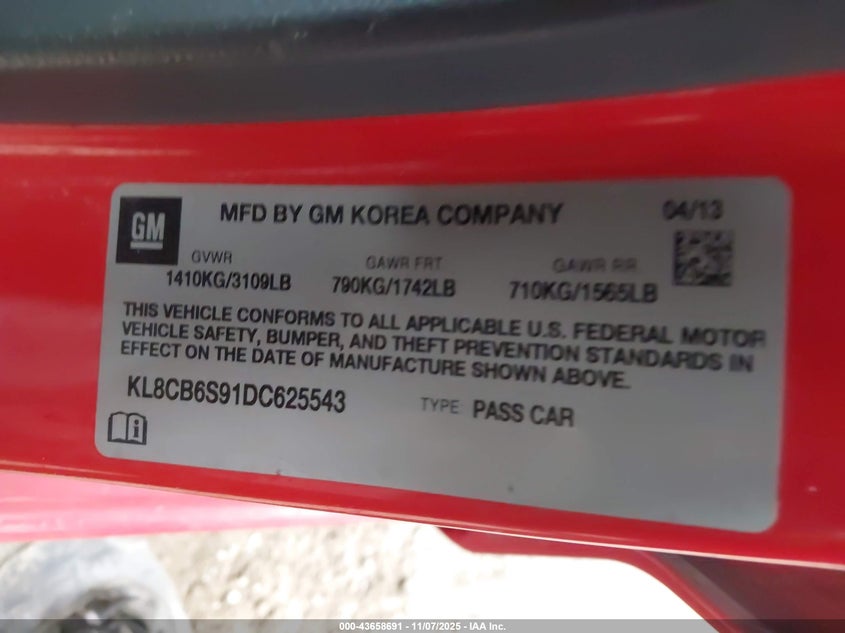 GM
MFD BY GM KOREA COMPANY 04/13
GVWR GAWR FRT GAWR RR
1410KG/3109LB 790KG/1742LB 710KG/1565LB
THIS VEHICLE CONFORMS TO ALL APPLICABLE U.S. FEDERAL MOTOR
VEHICLE SAFETY, BUMPER, AND THEFT PREVENTION STANDARDS IN
EFFECT ON THE DATE OF MANUFACTURE SHOWN ABOVE.
KL8CB6S91DC625543 TYPE PASS CAR
000-43658691 - 11/07/2025 - IAA Inc.